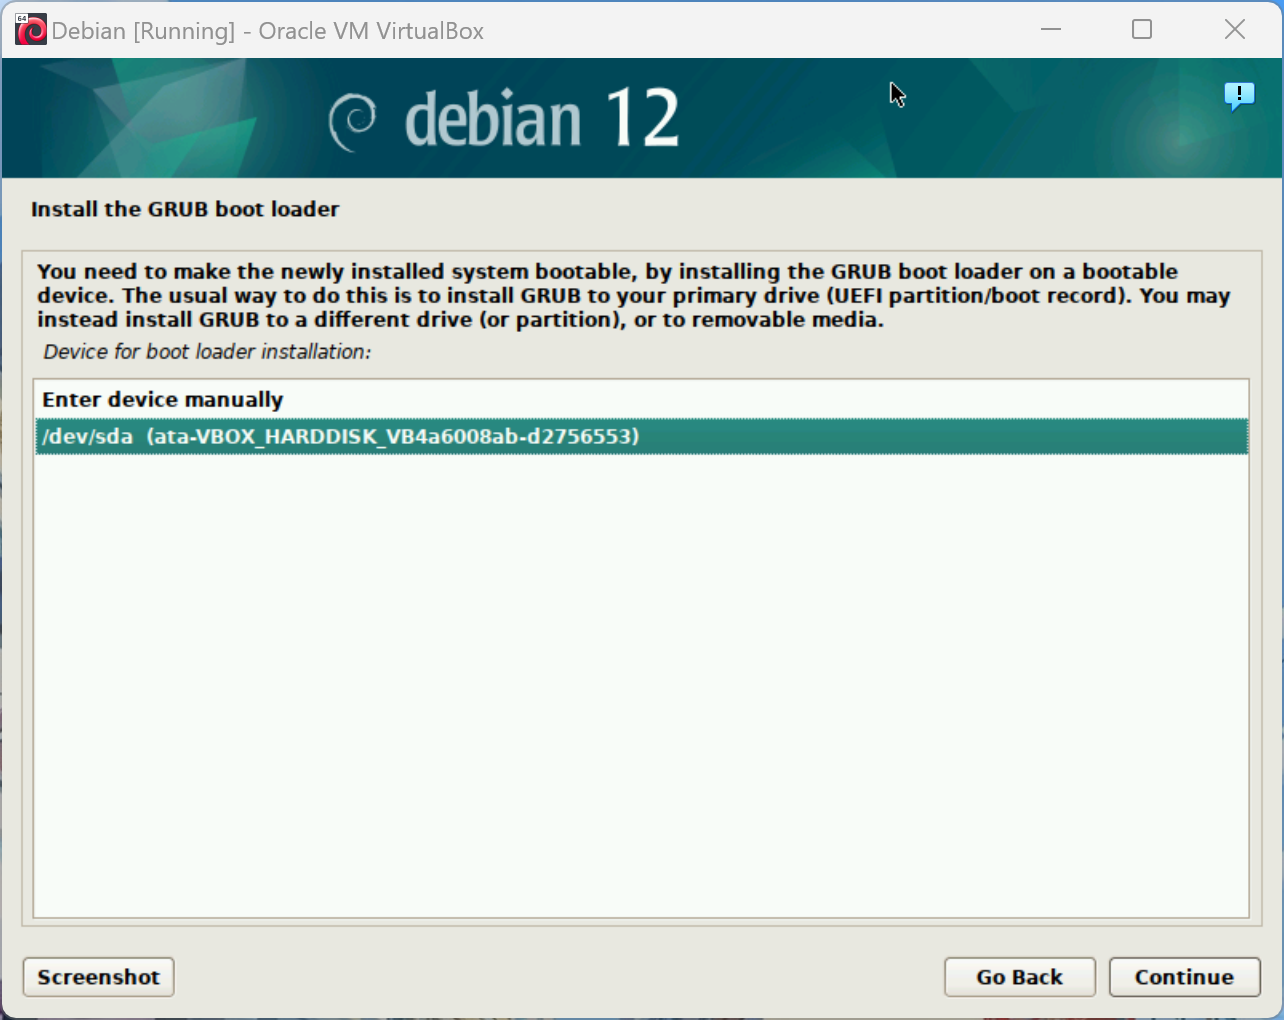 64
Debian [Running] - Oracle VM VirtualBox
debian 12
!
Install the GRUB boot loader
You need to make the newly installed system bootable, by installing the GRUB boot loader on a bootable
device. The usual way to do this is to install GRUB to your primary drive (UEFI partition/boot record). You may
instead install GRUB to a different drive (or partition), or to removable media.
Device for boot loader installation:
Enter device manually
/dev/sda  (ata-VBOX_HARDDISK_VB4a6008ab-d2756553)
Screenshot
Go Back
Continue